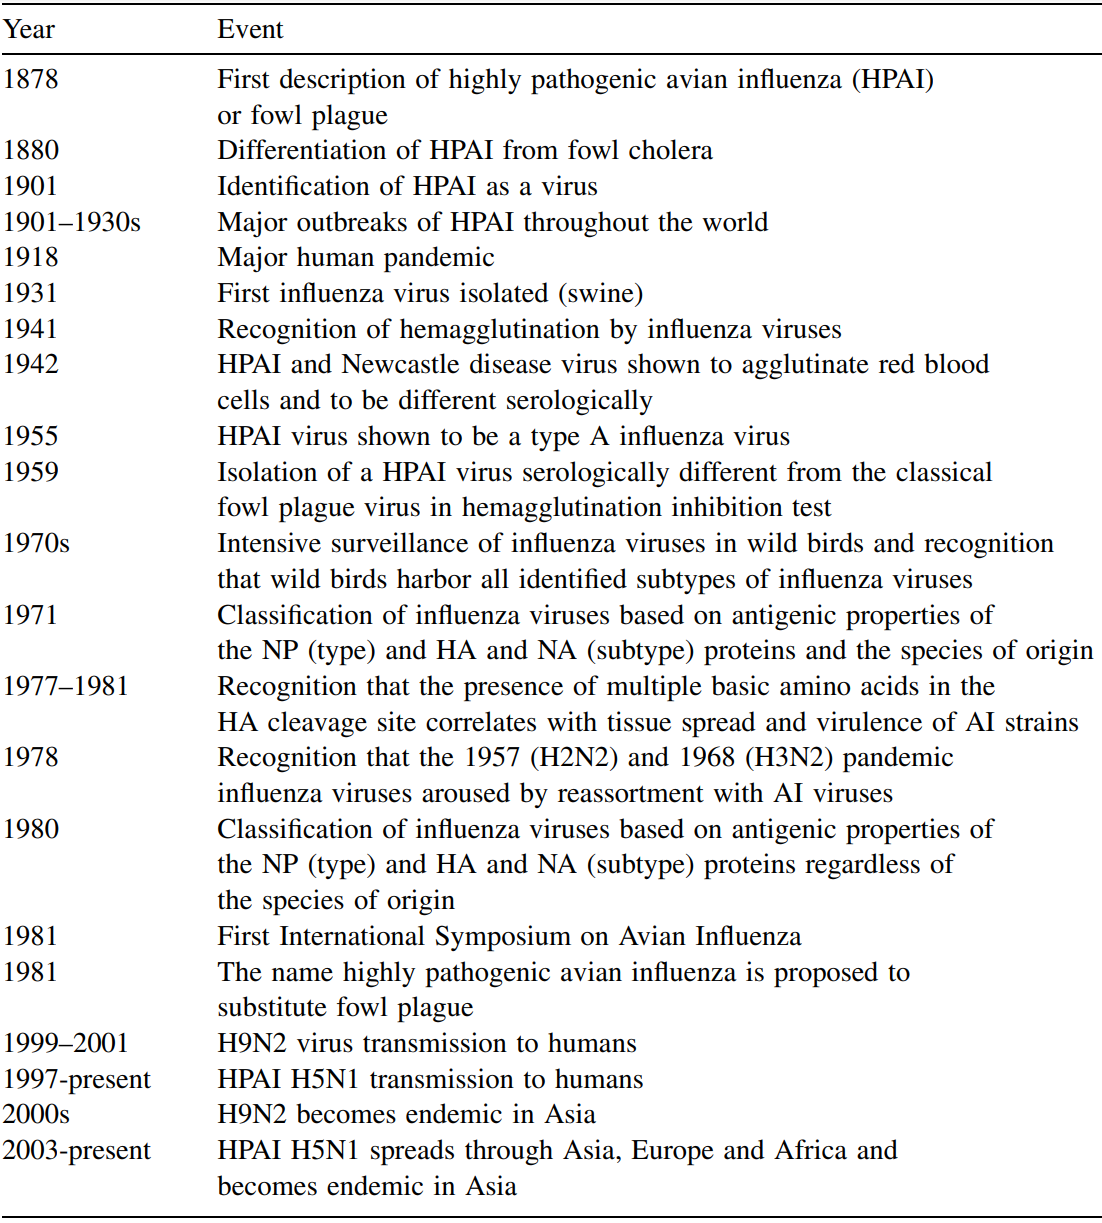 Year Event
1878 First description of highly pathogenic avian influenza (HPAI)
or fowl plague
1880 Differentiation of HPAI from fowl cholera
1901 Identification of HPAI as a virus
1901–1930s Major outbreaks of HPAI throughout the world
1918 Major human pandemic
1931 First influenza virus isolated (swine)
1941 Recognition of hemagglutination by influenza viruses
1942 HPAI and Newcastle disease virus shown to agglutinate red blood
cells and to be different serologically
1955 HPAI virus shown to be a type A influenza virus
1959 Isolation of a HPAI virus serologically different from the classical
fowl plague virus in hemagglutination inhibition test
1970s Intensive surveillance of influenza viruses in wild birds and recognition
that wild birds harbor all identified subtypes of influenza viruses
1971 Classification of influenza viruses based on antigenic properties of
the NP (type) and HA and NA (subtype) proteins and the species of origin
1977–1981 Recognition that the presence of multiple basic amino acids in the
HA cleavage site correlates with tissue spread and virulence of AI strains
1978 Recognition that the 1957 (H2N2) and 1968 (H3N2) pandemic
influenza viruses aroused by reassortment with AI viruses
1980 Classification of influenza viruses based on antigenic properties of
the NP (type) and HA and NA (subtype) proteins regardless of
the species of origin
1981 First International Symposium on Avian Influenza
1981 The name highly pathogenic avian influenza is proposed to
substitute fowl plague
1999–2001 H9N2 virus transmission to humans
1997-present HPAI H5N1 transmission to humans
2000s H9N2 becomes endemic in Asia
2003-present HPAI H5N1 spreads through Asia, Europe and Africa and
becomes endemic in Asia